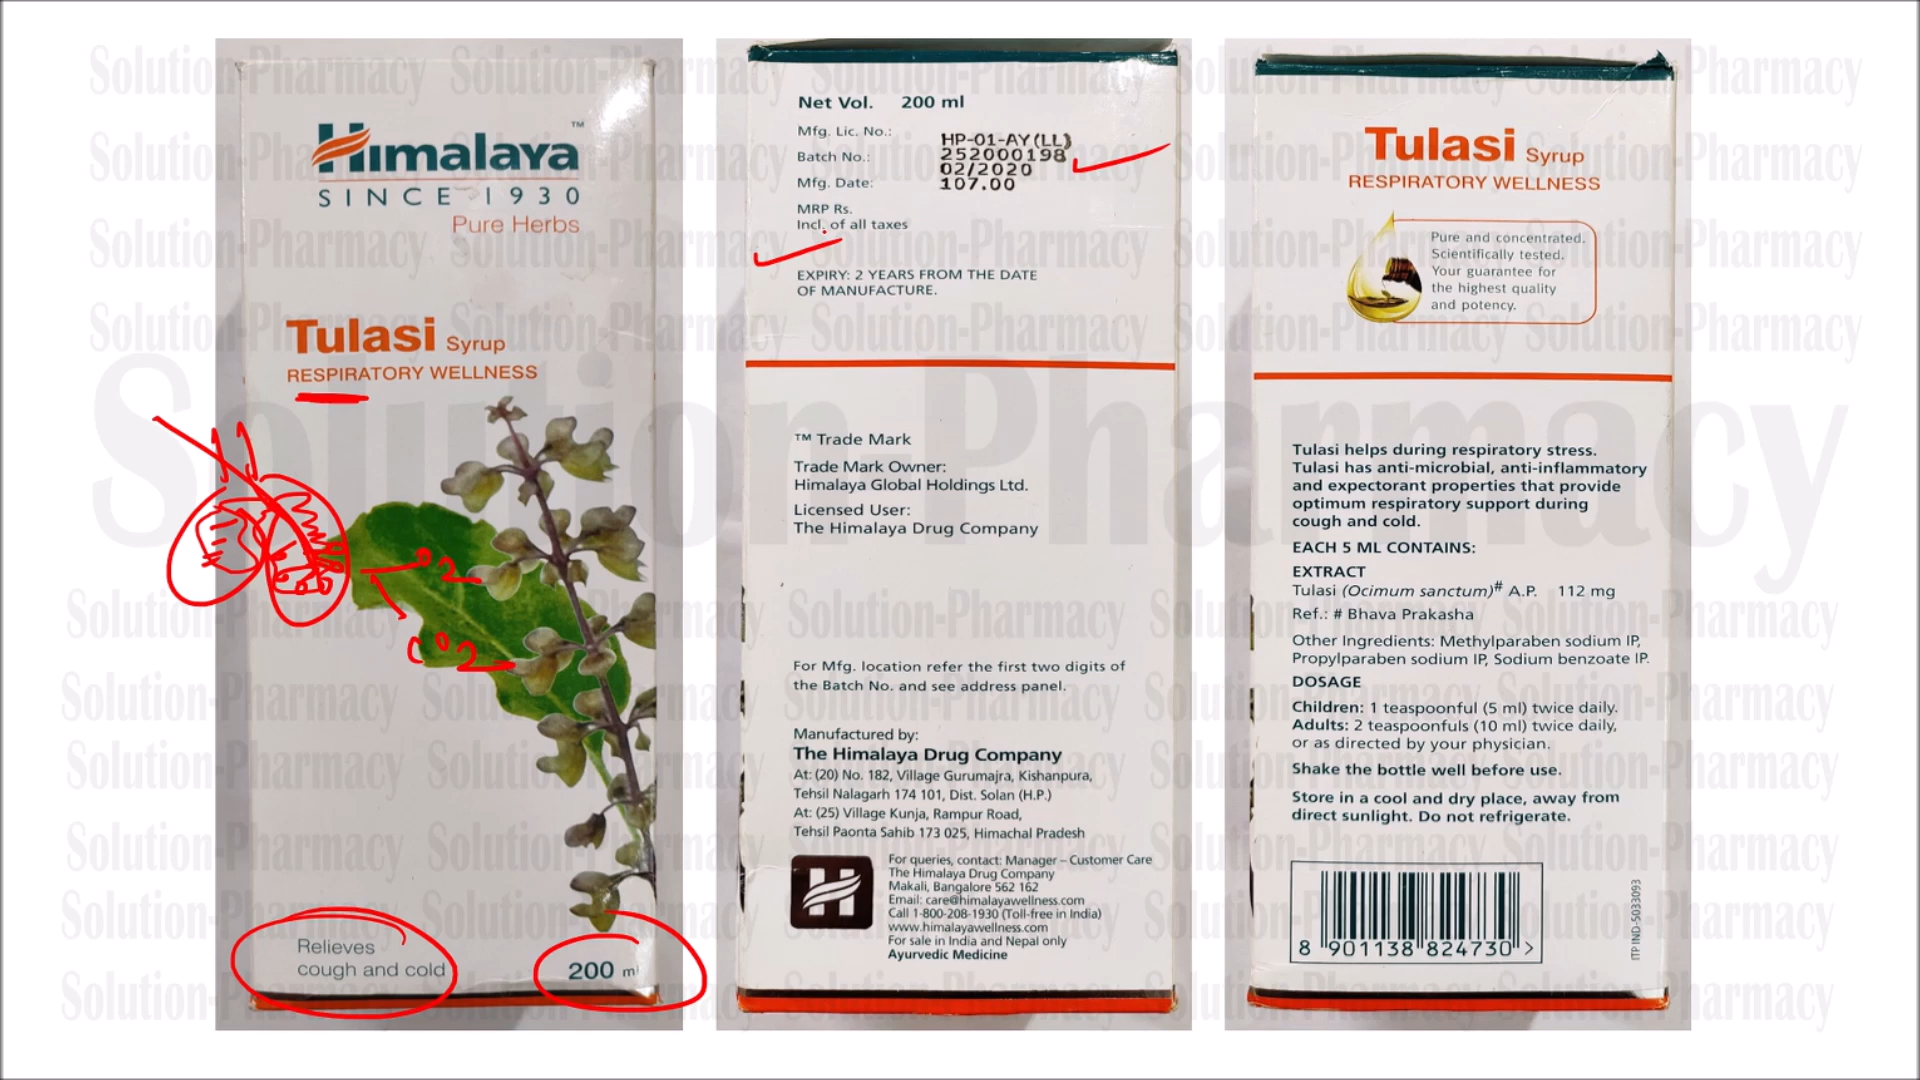 Himalaya™
SINCE 1930
Pure Herbs
Tulasi Syrup
RESPIRATORY WELLNESS
O2
CO2
Relieves
cough and cold
200 ml
Net Vol. 200 ml
Mfg. Lic. No.: HP-01-AY(LL)
Batch No.: 252000198
02/2020
Mfg. Date: 107.00
MRP Rs.
Incl. of all taxes
EXPIRY: 2 YEARS FROM THE DATE
OF MANUFACTURE.
™ Trade Mark
Trade Mark Owner:
Himalaya Global Holdings Ltd.
Licensed User:
The Himalaya Drug Company
For Mfg. location refer the first two digits of
the Batch No. and see address panel.
Manufactured by:
The Himalaya Drug Company
At: (20) No. 182, Village Gurumajra, Kishanpura,
Tehsil Nalagarh 174 101, Dist. Solan (H.P.)
At: (25) Village Kunja, Rampur Road,
Tehsil Paonta Sahib 173 025, Himachal Pradesh
For queries, contact: Manager – Customer Care
The Himalaya Drug Company
Makali, Bangalore 562 162
Email: care@himalayawellness.com
Call 1-800-208-1930 (Toll-free in India)
www.himalayawellness.com
For sale in India and Nepal only
Ayurvedic Medicine
Tulasi Syrup
RESPIRATORY WELLNESS
Pure and concentrated.
Scientifically tested.
Your guarantee for
the highest quality
and potency.
Tulasi helps during respiratory stress.
Tulasi has anti-microbial, anti-inflammatory
and expectorant properties that provide
optimum respiratory support during
cough and cold.
EACH 5 ML CONTAINS:
EXTRACT
Tulasi (Ocimum sanctum)# A.P. 112 mg
Ref.: # Bhava Prakasha
Other Ingredients: Methylparaben sodium IP,
Propylparaben sodium IP, Sodium benzoate IP.
DOSAGE
Children: 1 teaspoonful (5 ml) twice daily.
Adults: 2 teaspoonfuls (10 ml) twice daily,
or as directed by your physician.
Shake the bottle well before use.
Store in a cool and dry place, away from
direct sunlight. Do not refrigerate.
8 901138 824730 >
ITP IND-5033093
Solution-Pharmacy